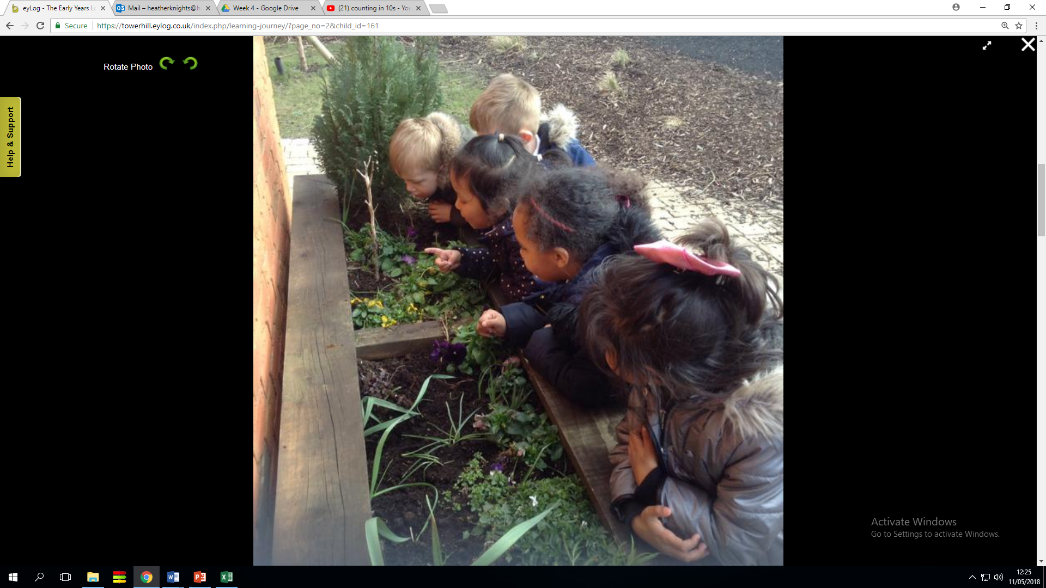 eyLog - The Early Years L
Mail – heatherknights@h
Week 4 - Google Drive
(21) counting in 10s - Yo
Secure
https://towerhill.eylog.co.uk/index.php/learning-journey/?page_no=2&child_id=161
Rotate Photo
Help & Support
Activate Windows
Go to Settings to activate Windows.
12:25
11/05/2018